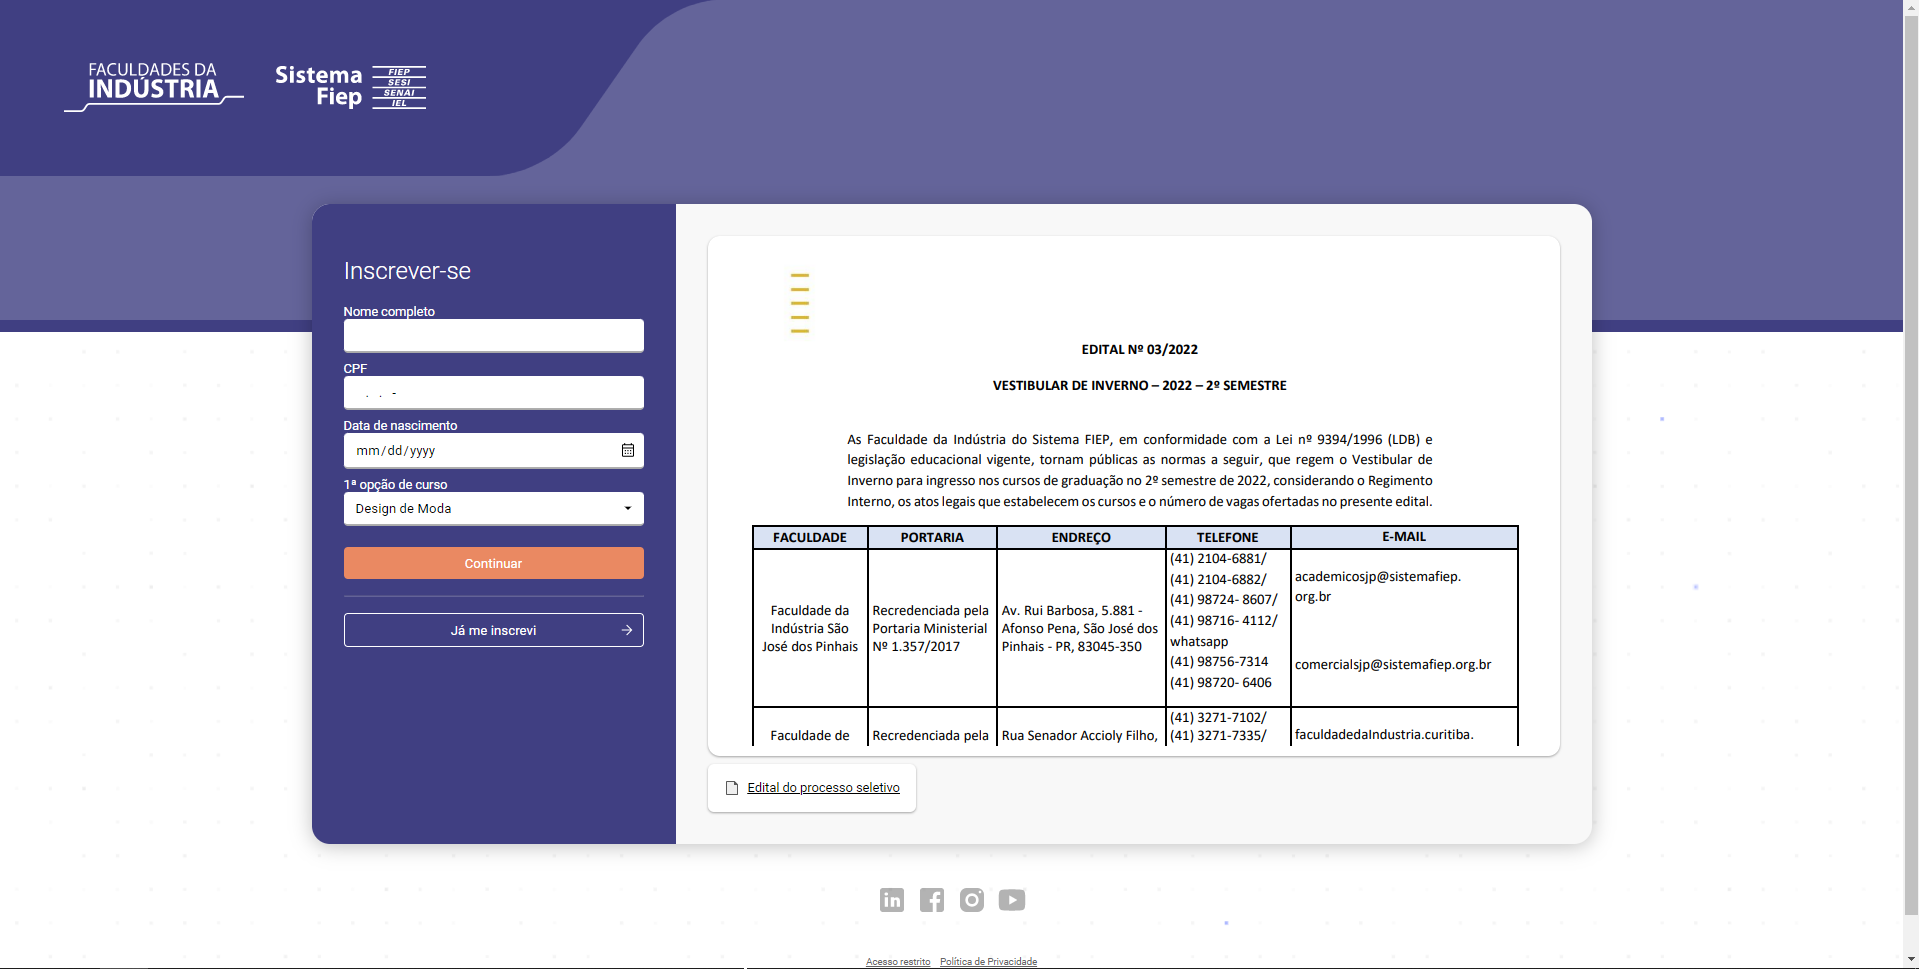 FACULDADES DA
INDÚSTRIA
Sistema
Fiep
FIEP
SESI
SENAI
IEL
Inscrever-se
Nome completo
CPF
. . -
Data de nascimento
mm/dd/yyyy
1ª opção de curso
Design de Moda
Continuar
Já me inscrevi
EDITAL Nº 03/2022
VESTIBULAR DE INVERNO – 2022 – 2º SEMESTRE
As Faculdade da Indústria do Sistema FIEP, em conformidade com a Lei nº 9394/1996 (LDB) e
legislação educacional vigente, tornam públicas as normas a seguir, que regem o Vestibular de
Inverno para ingresso nos cursos de graduação no 2º semestre de 2022, considerando o Regimento
Interno, os atos legais que estabelecem os cursos e o número de vagas ofertadas no presente edital.
FACULDADE PORTARIA ENDREÇO TELEFONE E-MAIL
Faculdade da
Indústria São
José dos Pinhais
Recredenciada pela
Portaria Ministerial
Nº 1.357/2017
Av. Rui Barbosa, 5.881 -
Afonso Pena, São José dos
Pinhais - PR, 83045-350
(41) 2104-6881/
(41) 2104-6882/
(41) 98724- 8607/
(41) 98716- 4112/
whatsapp
(41) 98756-7314
(41) 98720- 6406
academicosjp@sistemafiep.
org.br
comercialsjp@sistemafiep.org.br
Faculdade de
Recredenciada pela
Rua Senador Accioly Filho,
(41) 3271-7102/
(41) 3271-7335/
faculdadedaIndustria.curitiba.
Edital do processo seletivo
Acesso restrito Política de Privacidade